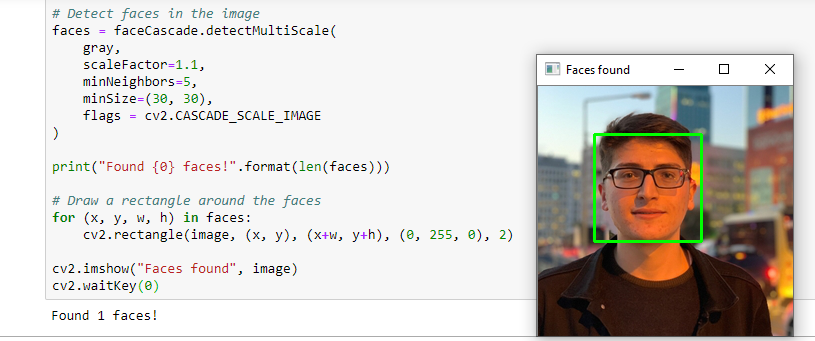 # Detect faces in the image
faces = faceCascade.detectMultiScale(
    gray,
    scaleFactor=1.1,
    minNeighbors=5,
    minSize=(30, 30),
    flags = cv2.CASCADE_SCALE_IMAGE
)
print("Found {0} faces!".format(len(faces)))
# Draw a rectangle around the faces
for (x, y, w, h) in faces:
    cv2.rectangle(image, (x, y), (x+w, y+h), (0, 255, 0), 2)
cv2.imshow("Faces found", image)
cv2.waitKey(0)
Found 1 faces!
Faces found